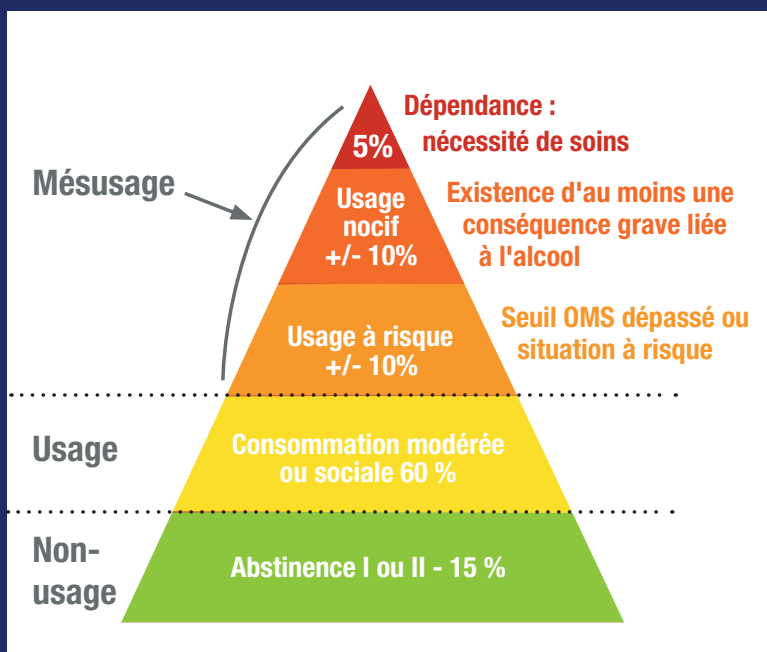 Dépendance :
nécessité de soins
5%
Mésusage
Usage
nocif
+/- 10%
Existence d'au moins une
conséquence grave liée
à l'alcool
Usage à risque
+/- 10%
Seuil OMS dépassé ou
situation à risque
Usage
Consommation modérée
ou sociale 60 %
Non-
usage
Abstinence I ou II - 15 %